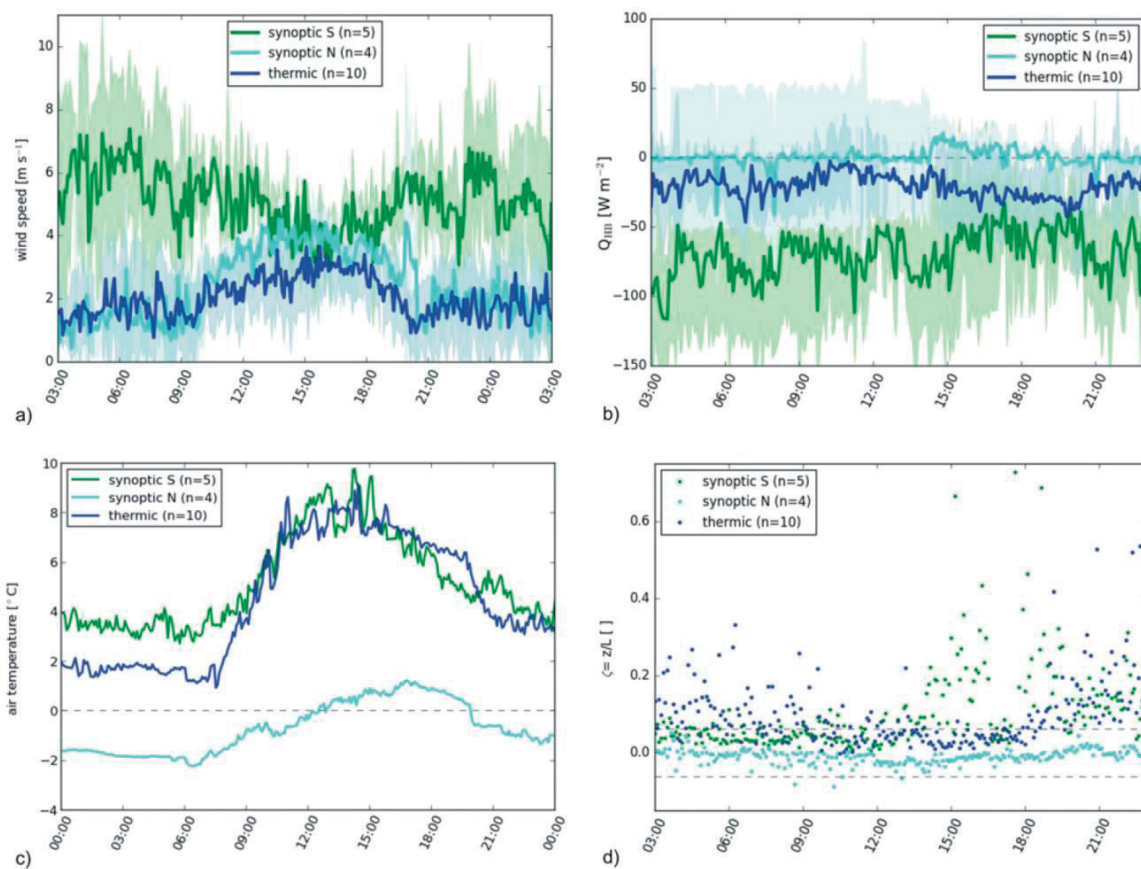 synoptic S (n=5)
synoptic N (n=4)
thermic (n=10)
wind speed [m s⁻¹]
10
8
6
4
2
0
03:00
06:00
09:00
12:00
15:00
18:00
21:00
00:00
03:00
a)
synoptic S (n=5)
synoptic N (n=4)
thermic (n=10)
Q_HB [W m⁻²]
100
50
0
−50
−100
−150
03:00
06:00
09:00
12:00
15:00
18:00
21:00
b)
synoptic S (n=5)
synoptic N (n=4)
thermic (n=10)
air temperature [°C]
10
8
6
4
2
0
−2
−4
00:00
03:00
06:00
09:00
12:00
15:00
18:00
21:00
00:00
c)
synoptic S (n=5)
synoptic N (n=4)
thermic (n=10)
ζ= z/L [ ]
0.6
0.4
0.2
0.0
03:00
06:00
09:00
12:00
15:00
18:00
21:00
d)